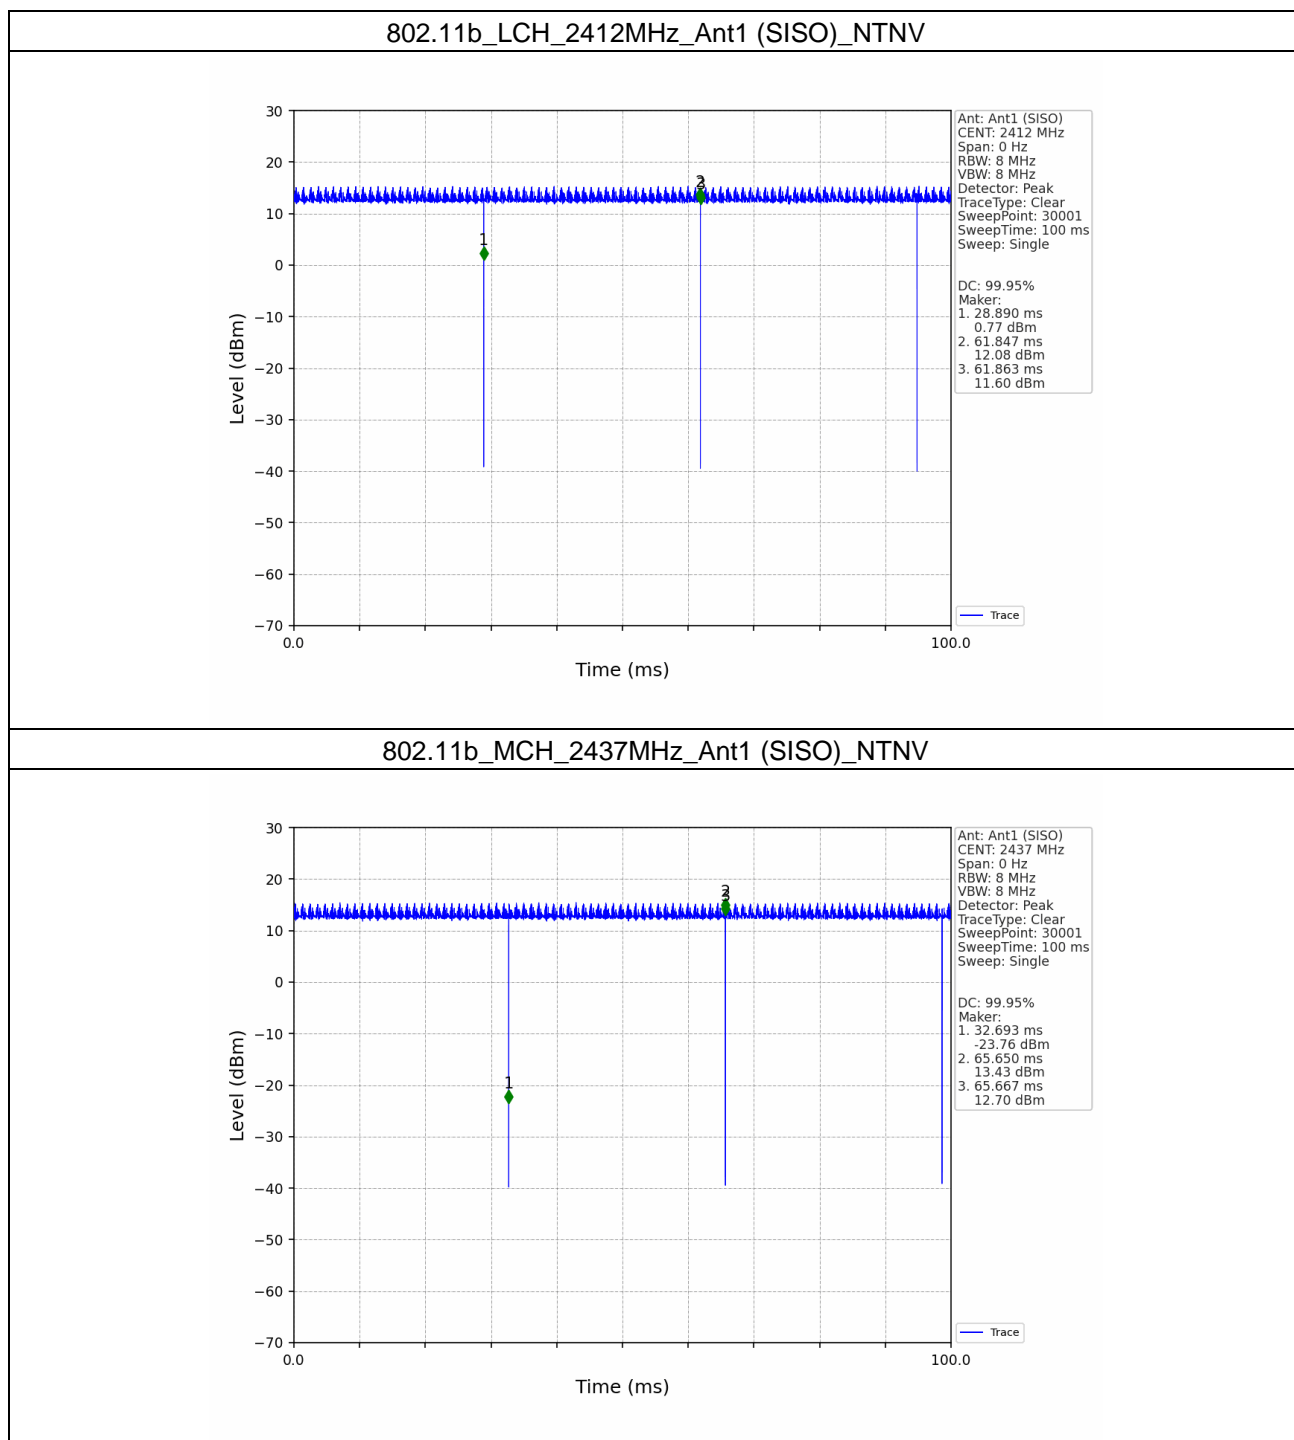 802.11b_LCH_2412MHz_Ant1 (SISO)_NTNV
30
20
10
0
−10
−20
−30
−40
−50
−60
−70
Level (dBm)
0.0
100.0
Time (ms)
1
2
3
Ant: Ant1 (SISO)
CENT: 2412 MHz
Span: 0 Hz
RBW: 8 MHz
VBW: 8 MHz
Detector: Peak
TraceType: Clear
SweepPoint: 30001
SweepTime: 100 ms
Sweep: Single
DC: 99.95%
Maker:
1. 28.890 ms
0.77 dBm
2. 61.847 ms
12.08 dBm
3. 61.863 ms
11.60 dBm
Trace
802.11b_MCH_2437MHz_Ant1 (SISO)_NTNV
30
20
10
0
−10
−20
−30
−40
−50
−60
−70
Level (dBm)
0.0
100.0
Time (ms)
1
2
3
Ant: Ant1 (SISO)
CENT: 2437 MHz
Span: 0 Hz
RBW: 8 MHz
VBW: 8 MHz
Detector: Peak
TraceType: Clear
SweepPoint: 30001
SweepTime: 100 ms
Sweep: Single
DC: 99.95%
Maker:
1. 32.693 ms
-23.76 dBm
2. 65.650 ms
13.43 dBm
3. 65.667 ms
12.70 dBm
Trace